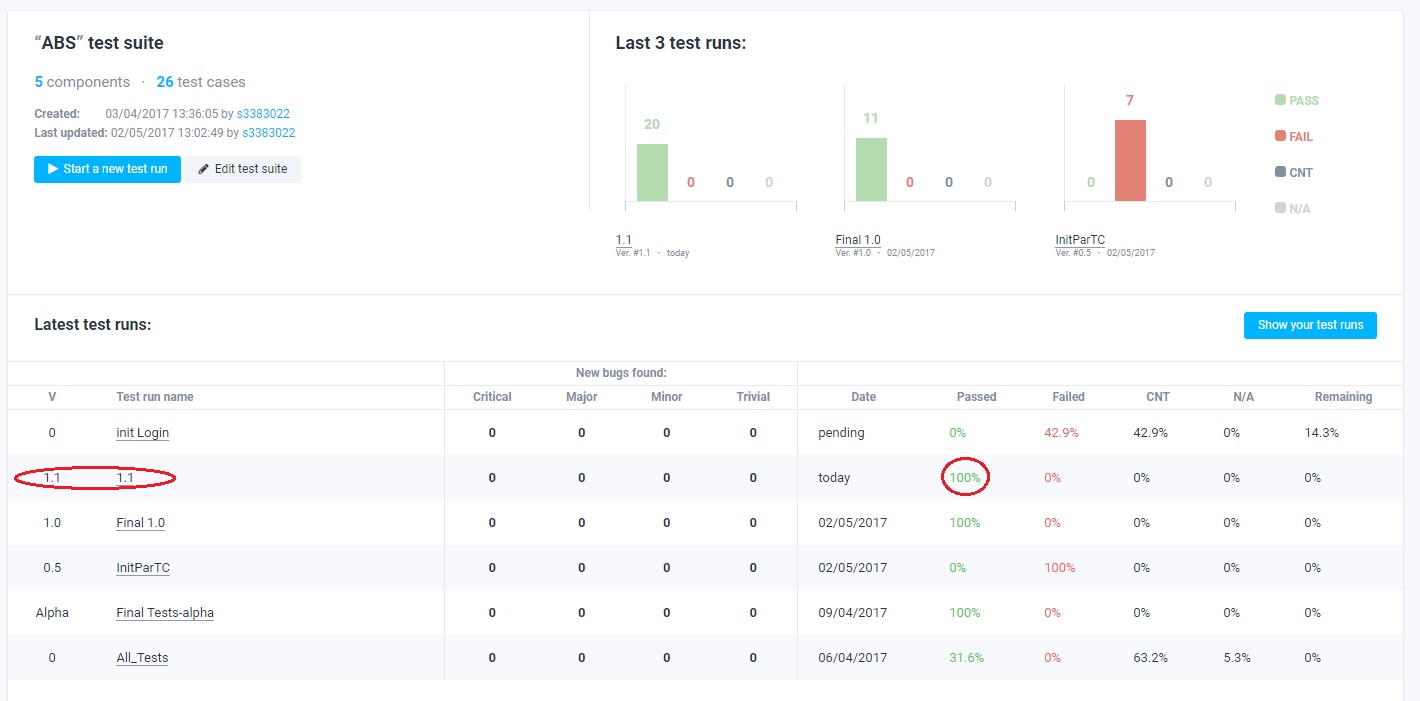 “ABS” test suite
5 components · 26 test cases
Created: 03/04/2017 13:36:05 by s3383022
Last updated: 02/05/2017 13:02:49 by s3383022
Start a new test run Edit test suite
Last 3 test runs:
20 0 0 0
1.1
Ver. #1.1 · today
11 0 0 0
Final 1.0
Ver. #1.0 · 02/05/2017
0 7 0 0
InitParTC
Ver. #0.5 · 02/05/2017
PASS
FAIL
CNT
N/A
Latest test runs:
Show your test runs
New bugs found:
V Test run name Critical Major Minor Trivial Date Passed Failed CNT N/A Remaining
0 init Login 0 0 0 0 pending 0% 42.9% 42.9% 0% 14.3%
1.1 1.1 0 0 0 0 today 100% 0% 0% 0% 0%
1.0 Final 1.0 0 0 0 0 02/05/2017 100% 0% 0% 0% 0%
0.5 InitParTC 0 0 0 0 02/05/2017 0% 100% 0% 0% 0%
Alpha Final Tests-alpha 0 0 0 0 09/04/2017 100% 0% 0% 0% 0%
0 All_Tests 0 0 0 0 06/04/2017 31.6% 0% 63.2% 5.3% 0%